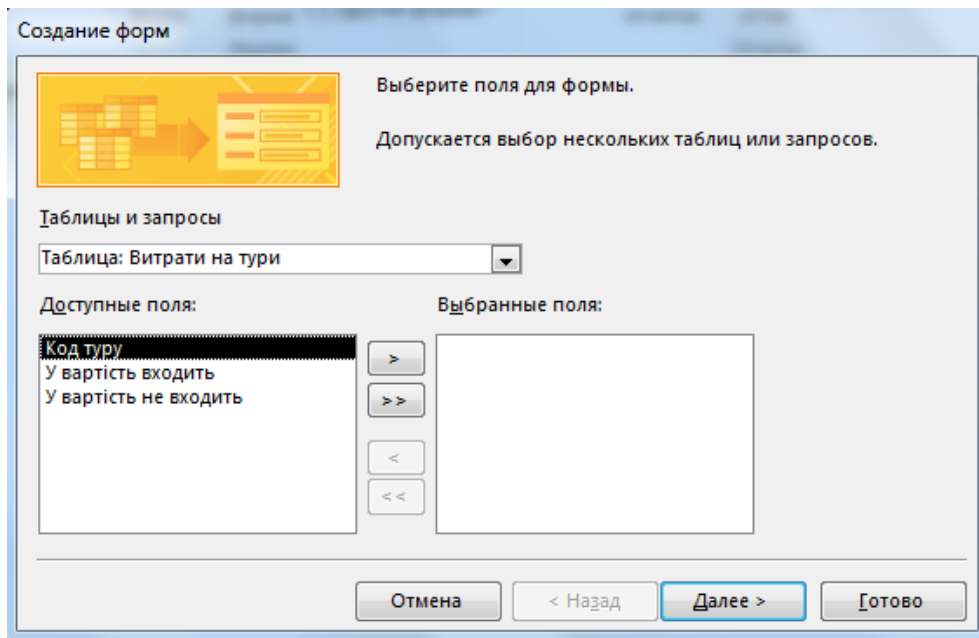 Создание форм
Выберите поля для формы.
Допускается выбор нескольких таблиц или запросов.
Таблицы и запросы
Таблица: Витрати на тури
Доступные поля:
Выбранные поля:
Код туру
У вартість входить
У вартість не входить
>
>>
<
<<
Отмена
< Назад
Далее >
Готово